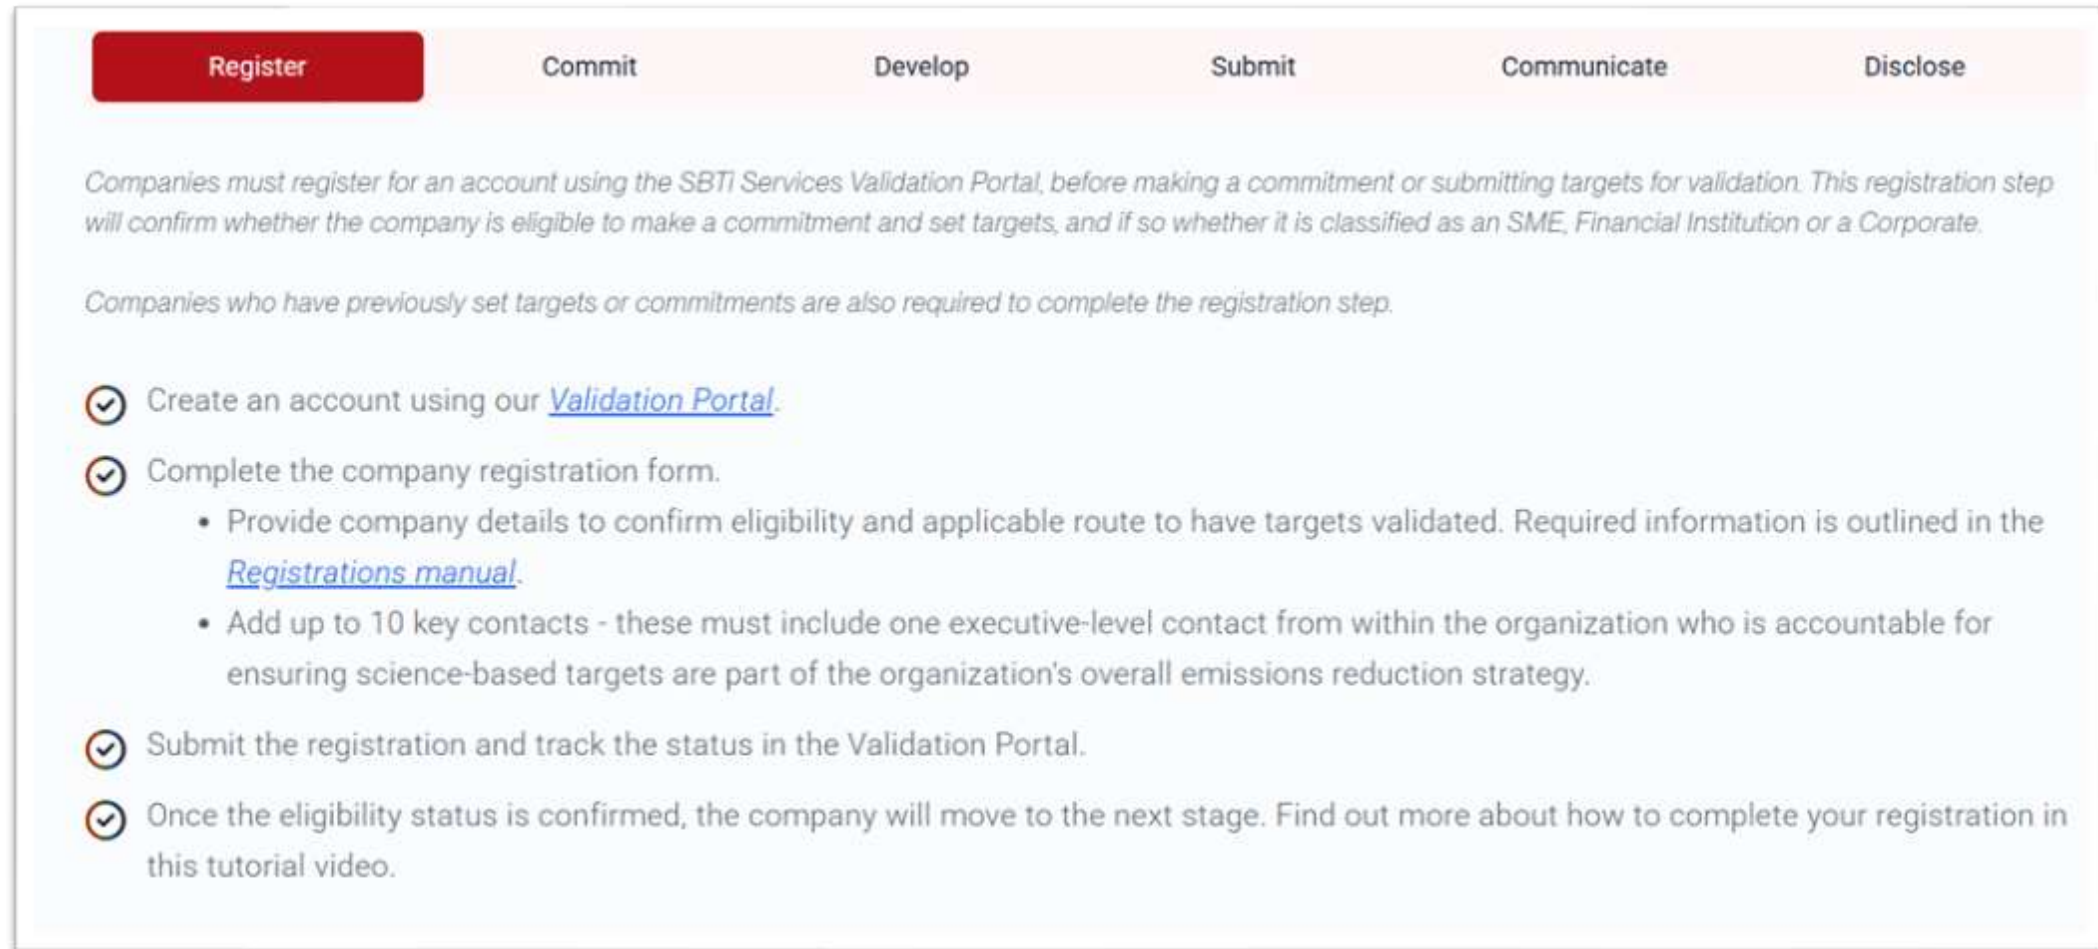 Register Commit Develop Submit Communicate Disclose
Companies must register for an account using the SBTi Services Validation Portal, before making a commitment or submitting targets for validation. This registration step
will confirm whether the company is eligible to make a commitment and set targets, and if so whether it is classified as an SME, Financial Institution or a Corporate.
Companies who have previously set targets or commitments are also required to complete the registration step.
Create an account using our Validation Portal.
Complete the company registration form.
• Provide company details to confirm eligibility and applicable route to have targets validated. Required information is outlined in the
Registrations manual.
• Add up to 10 key contacts - these must include one executive-level contact from within the organization who is accountable for
ensuring science-based targets are part of the organization's overall emissions reduction strategy.
Submit the registration and track the status in the Validation Portal.
Once the eligibility status is confirmed, the company will move to the next stage. Find out more about how to complete your registration in
this tutorial video.